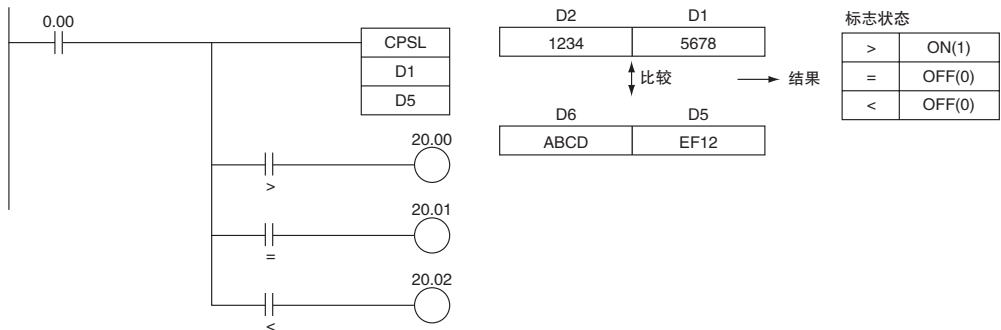 0.00
CPSL
D1
D5
20.00
>
20.01
=
20.02
<
D2 D1
1234 5678
比较
结果
D6 D5
ABCD EF12
标志状态
> ON(1)
= OFF(0)
< OFF(0)